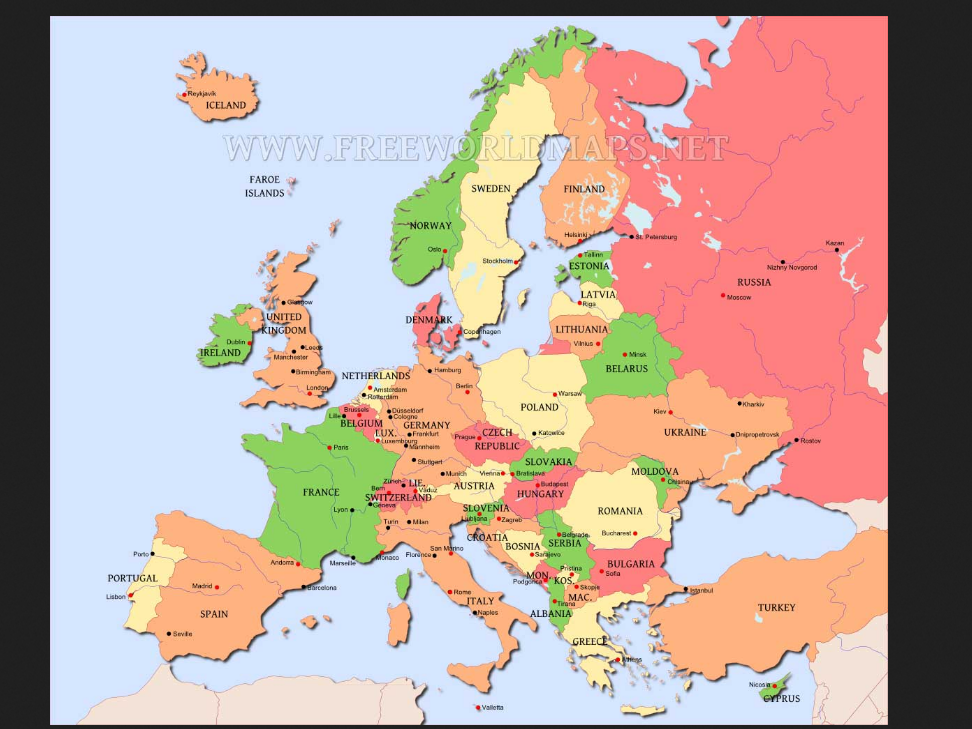 Reykjavik
ICELAND
WWW.FREEWORLDMAPS.NET
FAROE
ISLANDS
SWEDEN
FINLAND
NORWAY
Oslo
Helsinki
St. Petersburg
Kazan
Stockholm
Tallinn
ESTONIA
Nizhny Novgorod
RUSSIA
Moscow
LATVIA
Riga
Glasgow
UNITED
KINGDOM
DENMARK
Copenhagen
LITHUANIA
Vilnius
Dublin
IRELAND
Leeds
Manchester
Birmingham
Minsk
BELARUS
London
NETHERLANDS
Amsterdam
Rotterdam
Hamburg
Berlin
Warsaw
POLAND
Brussels
Lille
BELGIUM
Düsseldorf
Cologne
GERMANY
LUX.
Luxembourg
Frankfurt
Mannheim
Prague
CZECH
REPUBLIC
Katowice
Kiev
Kharkiv
UKRAINE
Dnipropetrovsk
Rostov
Paris
Stuttgart
Munich
Vienna
Bratislava
SLOVAKIA
MOLDOVA
Chisinau
FRANCE
Zürich
LIE.
Bern
Vaduz
SWITZERLAND
Geneva
AUSTRIA
Budapest
HUNGARY
Lyon
SLOVENIA
Ljubljana
Zagreb
ROMANIA
Bucharest
Turin
Milan
CROATIA
BOSNIA
Sarajevo
Belgrade
SERBIA
Porto
Andorra
Marseille
Monaco
Florence
San Marino
PORTUGAL
Lisbon
Madrid
SPAIN
Barcelona
Seville
Rome
ITALY
Naples
MON.
Podgorica
Pristina
KOS.
Skopje
MAC.
Tirana
ALBANIA
BULGARIA
Sofia
Istanbul
TURKEY
GREECE
Athens
Nicosia
CYPRUS
Valletta